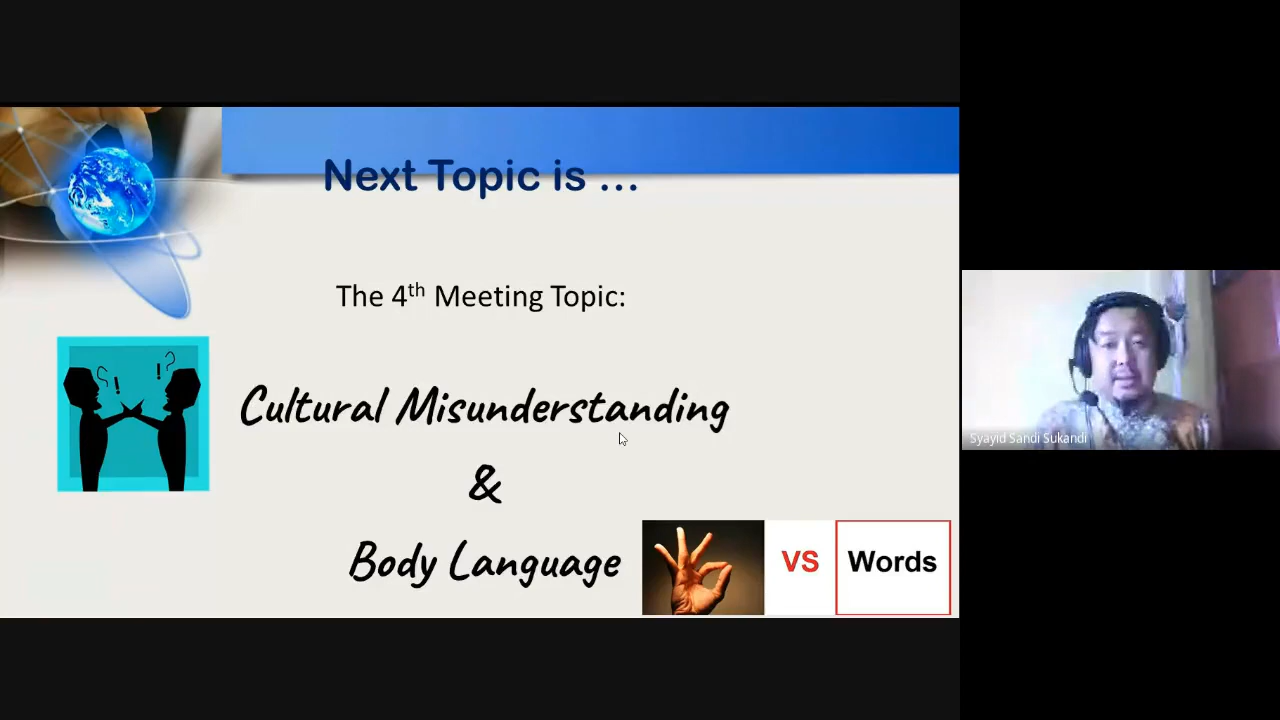 Next Topic is ...
The 4th Meeting Topic:
Cultural Misunderstanding
&
Body Language
VS
Words
Syayid Sandi Sukandi